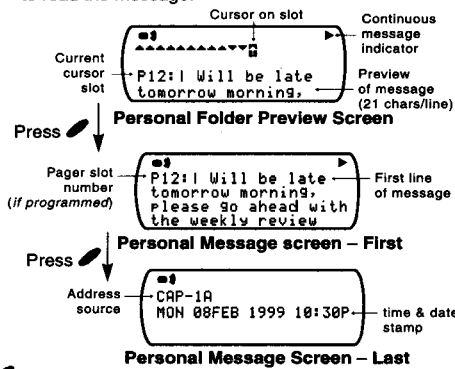 to read the message.
Cursor on slot
Continuous
message
indicator
Current
cursor
slot
P12:I Will be late
tomorrow morning,
Preview
of message
(21 chars/line)
Personal Folder Preview Screen
Press
Pager slot
number
(if programmed)
P12:I Will be late
tomorrow morning,
Please go ahead with
the weekly review
First line
of message
Personal Message screen – First
Press
Address
source
CAP-1A
MON 08FEB 1999 10:30P
time & date
stamp
Personal Message Screen – Last